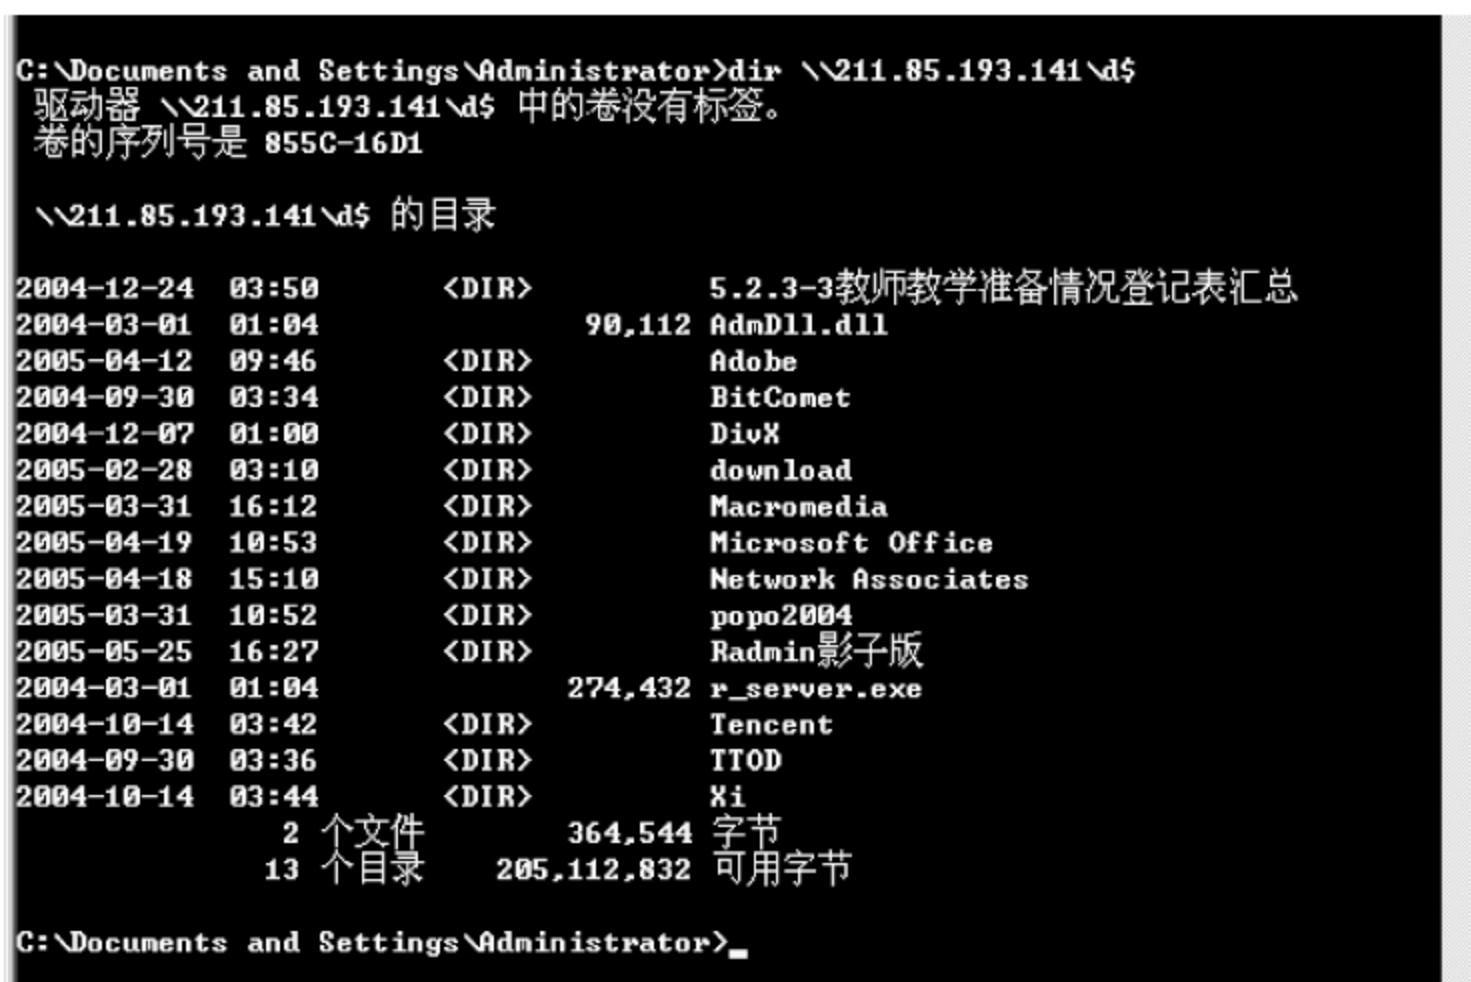 C:\Documents and Settings\Administrator>dir \\211.85.193.141\d$
驱动器 \\211.85.193.141\d$ 中的卷没有标签。
卷的序列号是 855C-16D1
\\211.85.193.141\d$ 的目录
2004-12-24 03:50 <DIR> 5.2.3-3教师教学准备情况登记表汇总
2004-03-01 01:04 90,112 AdmDll.dll
2005-04-12 09:46 <DIR> Adobe
2004-09-30 03:34 <DIR> BitComet
2004-12-07 01:00 <DIR> DivX
2005-02-28 03:10 <DIR> download
2005-03-31 16:12 <DIR> Macromedia
2005-04-19 10:53 <DIR> Microsoft Office
2005-04-18 15:10 <DIR> Network Associates
2005-03-31 10:52 <DIR> popo2004
2005-05-25 16:27 <DIR> Radmin影子版
2004-03-01 01:04 274,432 r_server.exe
2004-10-14 03:42 <DIR> Tencent
2004-09-30 03:36 <DIR> TTOD
2004-10-14 03:44 <DIR> Xi
2 个文件 364,544 字节
13 个目录 205,112,832 可用字节
C:\Documents and Settings\Administrator>_